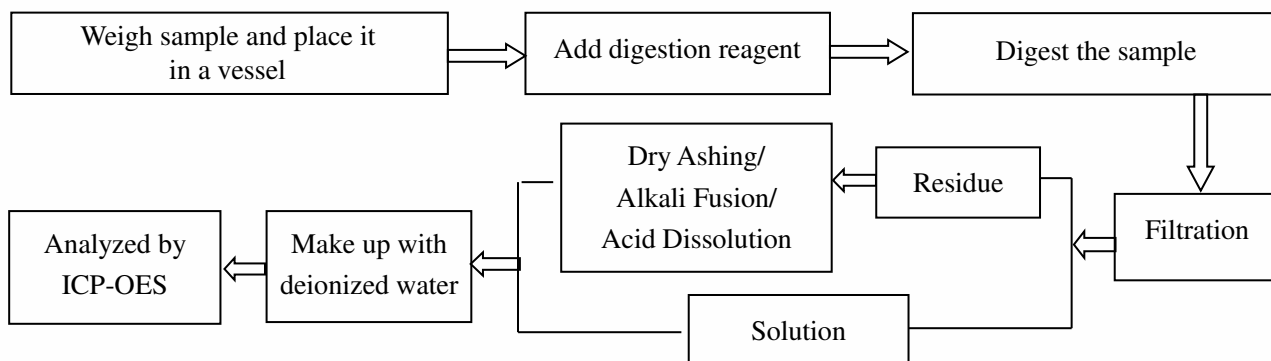 Weigh sample and place it
in a vessel
Add digestion reagent
Digest the sample
Dry Ashing/
Alkali Fusion/
Acid Dissolution
Residue
Filtration
Analyzed by
ICP-OES
Make up with
deionized water
Solution